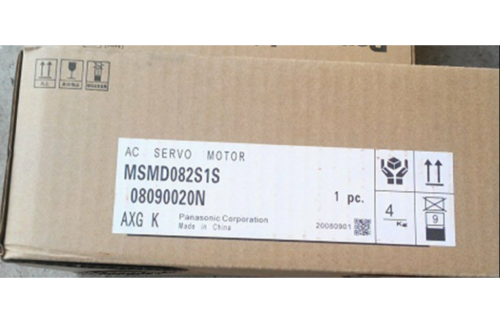 AC SERVO MOTOR
MSMD082S1S
08090020N
1 pc.
AXG K
Panasonic Corporation
Made in China
20080901
4
Kg
9